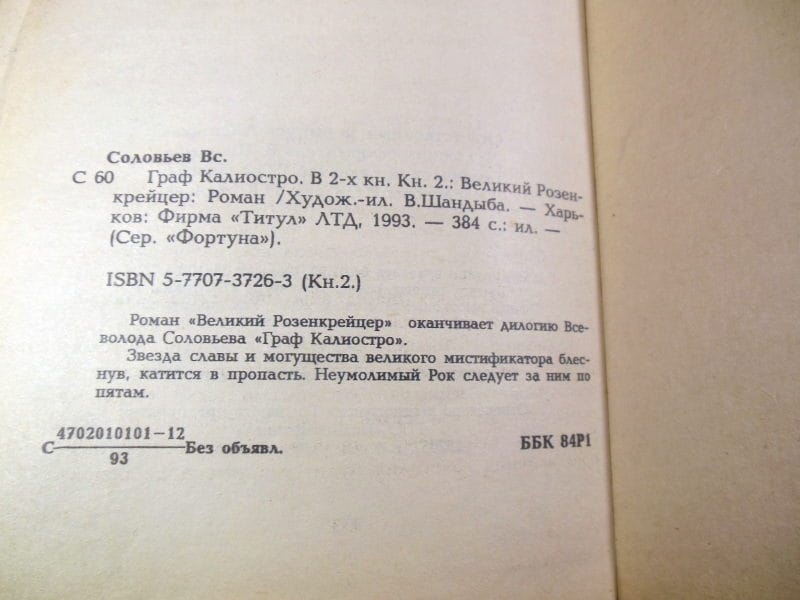 Соловьев Вс.
С 60 Граф Калиостро. В 2-х кн. Кн. 2.: Великий Розен-
крейцер: Роман /Худож.-ил. В.Шандыба. — Харь-
ков: Фирма «Титул» ЛТД, 1993. — 384 с.: ил. —
(Сер. «Фортуна»).
ISBN 5-7707-3726-3 (Кн.2.)
Роман «Великий Розенкрейцер» оканчивает дилогию Все-
волода Соловьева «Граф Калиостро».
Звезда славы и могущества великого мистификатора блес-
нув, катится в пропасть. Неумолимый Рок следует за ним по
пятам.
4702010101-12
С Без объявл. ББК 84Р1
93